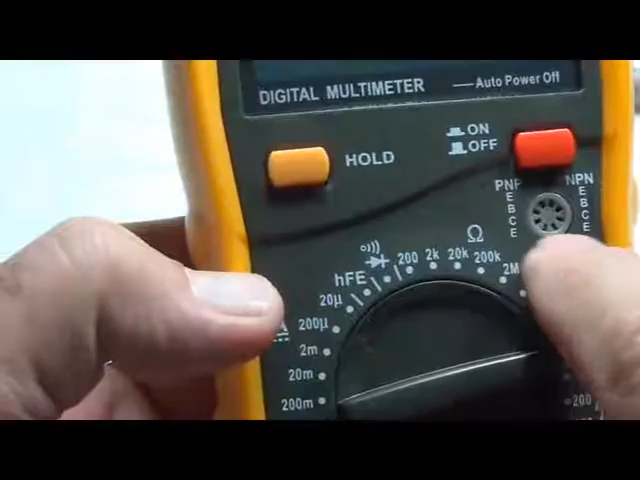 DIGITAL MULTIMETER
Auto Power Off
ON
OFF
HOLD
PNP
E
B
C
E
NPN
E
B
C
E
Ω
hFE
200
2k
20k
200k
2M
20μ
200μ
2m
20m
200m
A
200